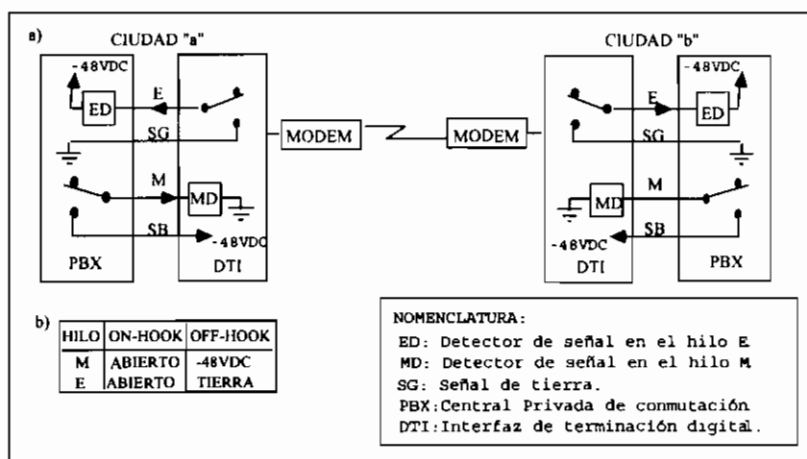 a)
CIUDAD "a"
CIUDAD "b"
-48VDC
ED
E
SG
M
MD
SB
-48VDC
PBX
DTI
MODEM
MODEM
-48VDC
E
ED
SG
M
MD
SB
-48VDC
DTI
PBX
b)
HILO ON-HOOK OFF-HOOK
M ABIERTO -48VDC
E ABIERTO TIERRA
NOMENCLATURA:
ED: Detector de señal en el hilo E
MD: Detector de señal en el hilo M
SG: Señal de tierra.
PBX:Central Privada de conmutación
DTI:Interfaz de terminación digital.